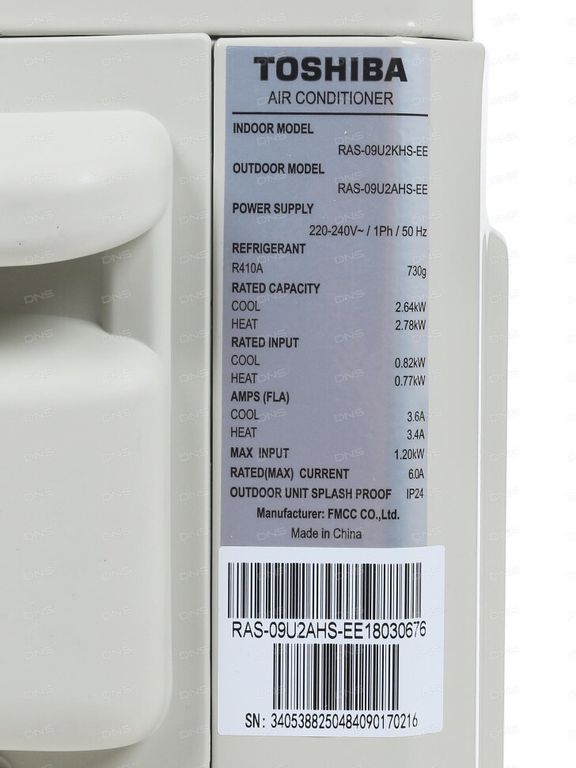 TOSHIBA
AIR CONDITIONER
INDOOR MODEL
RAS-09U2KHS-EE
OUTDOOR MODEL
RAS-09U2AHS-EE
POWER SUPPLY
220-240V~ / 1Ph / 50 Hz
REFRIGERANT
R410A 730g
RATED CAPACITY
COOL 2.64kW
HEAT 2.78kW
RATED INPUT
COOL 0.82kW
HEAT 0.77kW
AMPS (FLA)
COOL 3.6A
HEAT 3.4A
MAX INPUT 1.20kW
RATED(MAX) CURRENT 6.0A
OUTDOOR UNIT SPLASH PROOF IP24
Manufacturer: FMCC CO.,Ltd.
Made in China
RAS-09U2AHS-EE18030676
SN: 3405388250484090170216